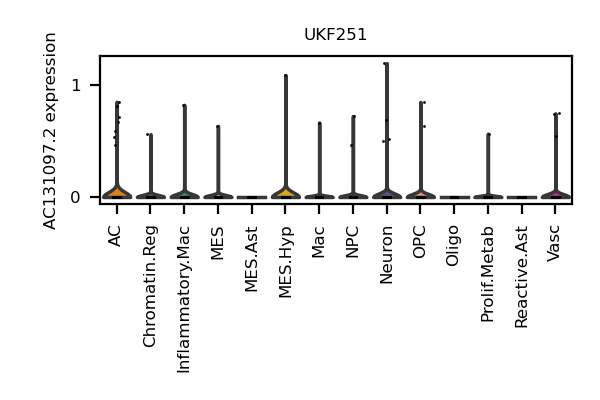 UKF251
AC131097.2 expression
1
0
AC
Chromatin.Reg
Inflammatory.Mac
MES
MES.Ast
MES.Hyp
Mac
NPC
Neuron
OPC
Oligo
Prolif.Metab
Reactive.Ast
Vasc